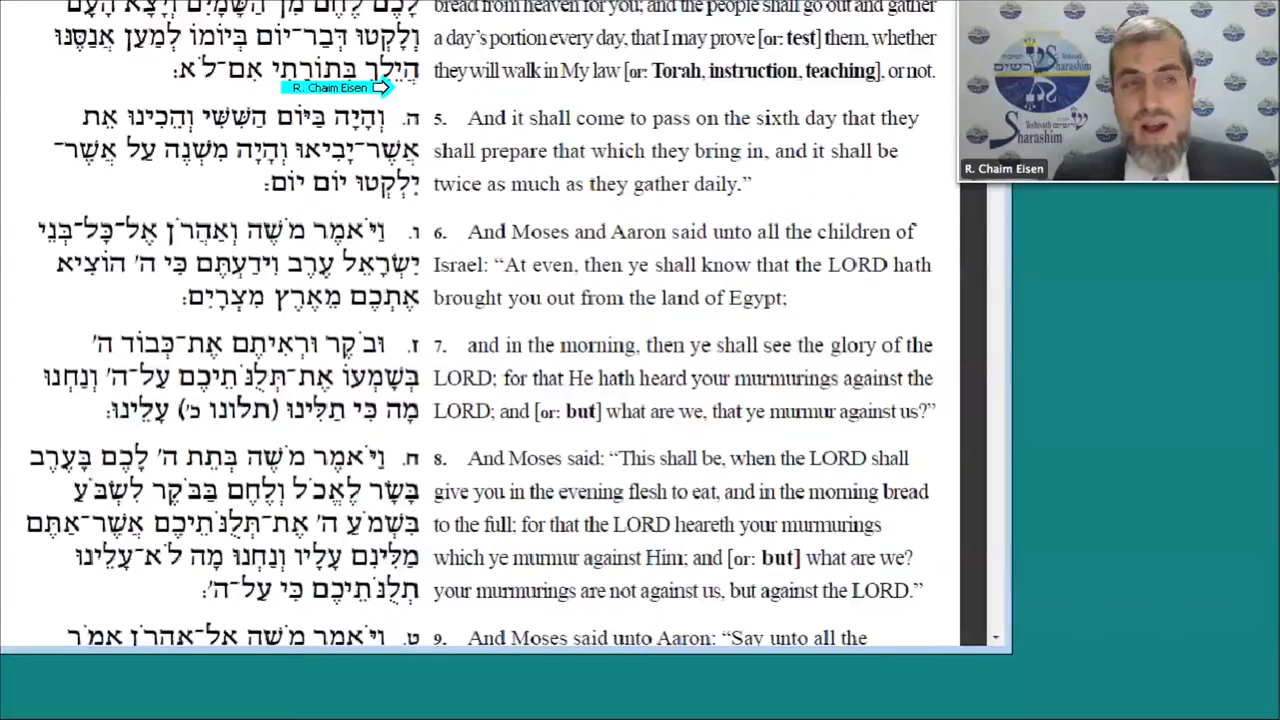 לָכֶם לֶחֶם מִן הַשָּׁמָיִם וְיָצָא הָעָם
וְלָקְטוּ דְּבַר־יוֹם בְּיוֹמוֹ לְמַעַן אֲנַסֶּנּוּ
הֲיֵלֵךְ בְּתוֹרָתִי אִם־לֹא:
R. Chaim Eisen
ה. וְהָיָה בַּיּוֹם הַשִּׁשִּׁי וְהֵכִינוּ אֵת
אֲשֶׁר־יָבִיאוּ וְהָיָה מִשְׁנֶה עַל אֲשֶׁר־
יִלְקְטוּ יוֹם יוֹם:
ו. וַיֹּאמֶר מֹשֶׁה וְאַהֲרֹן אֶל־כָּל־בְּנֵי
יִשְׂרָאֵל עֶרֶב וִידַעְתֶּם כִּי ה' הוֹצִיא
אֶתְכֶם מֵאֶרֶץ מִצְרָיִם:
ז. וּבֹקֶר וּרְאִיתֶם אֶת־כְּבוֹד ה'
בְּשָׁמְעוֹ אֶת־תְּלֻנֹּתֵיכֶם עַל־ה' וְנַחְנוּ
מָה כִּי תַלִּינוּ (תלונו כ') עָלֵינוּ:
ח. וַיֹּאמֶר מֹשֶׁה בְּתֵת ה' לָכֶם בָּעֶרֶב
בָּשָׂר לֶאֱכֹל וְלֶחֶם בַּבֹּקֶר לִשְׂבֹּעַ
בִּשְׁמֹעַ ה' אֶת־תְּלֻנֹּתֵיכֶם אֲשֶׁר־אַתֶּם
מַלִּינִם עָלָיו וְנַחְנוּ מָה לֹא־עָלֵינוּ
תְלֻנֹּתֵיכֶם כִּי עַל־ה':
ט. וַיֹּאמֶר מֹשֶׁה אֶל־אַהֲרֹן אֱמֹר
bread from heaven for you; and the people shall go out and gather
a day's portion every day, that I may prove [or: test] them, whether
they will walk in My law [or: Torah, instruction, teaching], or not.
5. And it shall come to pass on the sixth day that they
shall prepare that which they bring in, and it shall be
twice as much as they gather daily."
6. And Moses and Aaron said unto all the children of
Israel: "At even, then ye shall know that the LORD hath
brought you out from the land of Egypt;
7. and in the morning, then ye shall see the glory of the
LORD; for that He hath heard your murmurings against the
LORD; and [or: but] what are we, that ye murmur against us?"
8. And Moses said: "This shall be, when the LORD shall
give you in the evening flesh to eat, and in the morning bread
to the full; for that the LORD heareth your murmurings
which ye murmur against Him; and [or: but] what are we?
your murmurings are not against us, but against the LORD."
9. And Moses said unto Aaron: "Say unto all the
שרשים
Sharashim
Yeshivath
Sharashim
R. Chaim Eisen